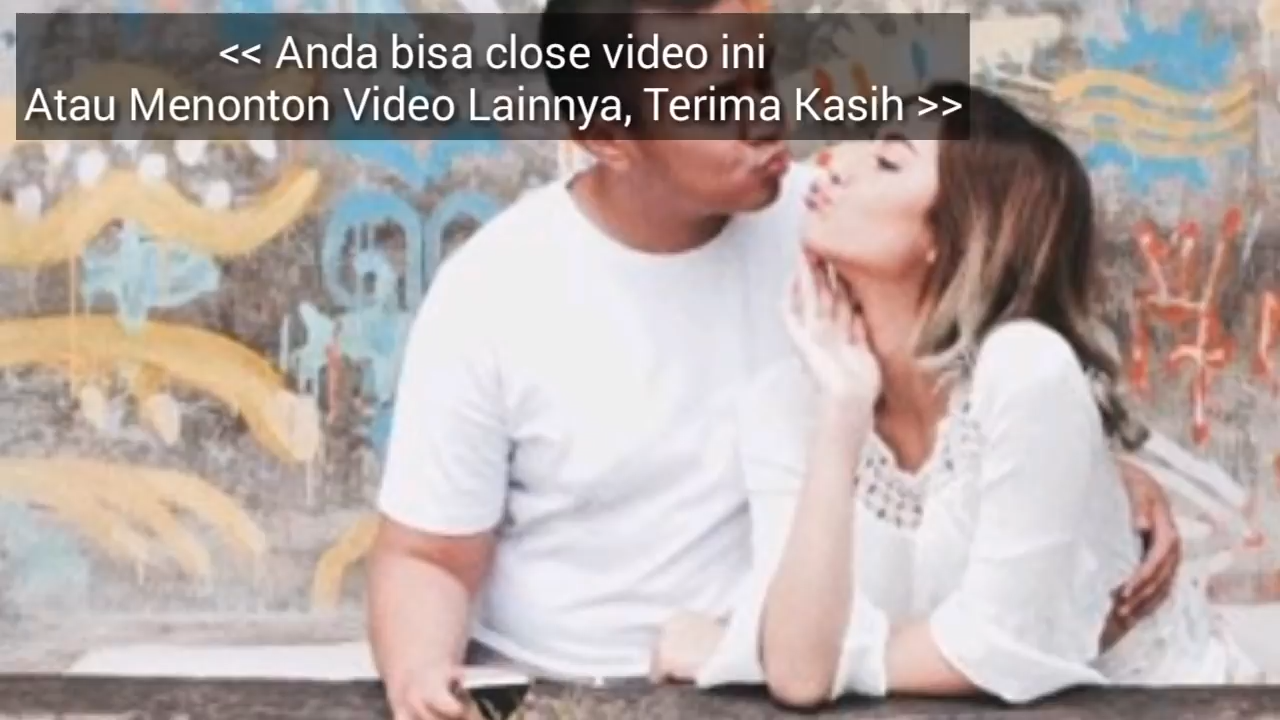 << Anda bisa close video ini
Atau Menonton Video Lainnya, Terima Kasih >>